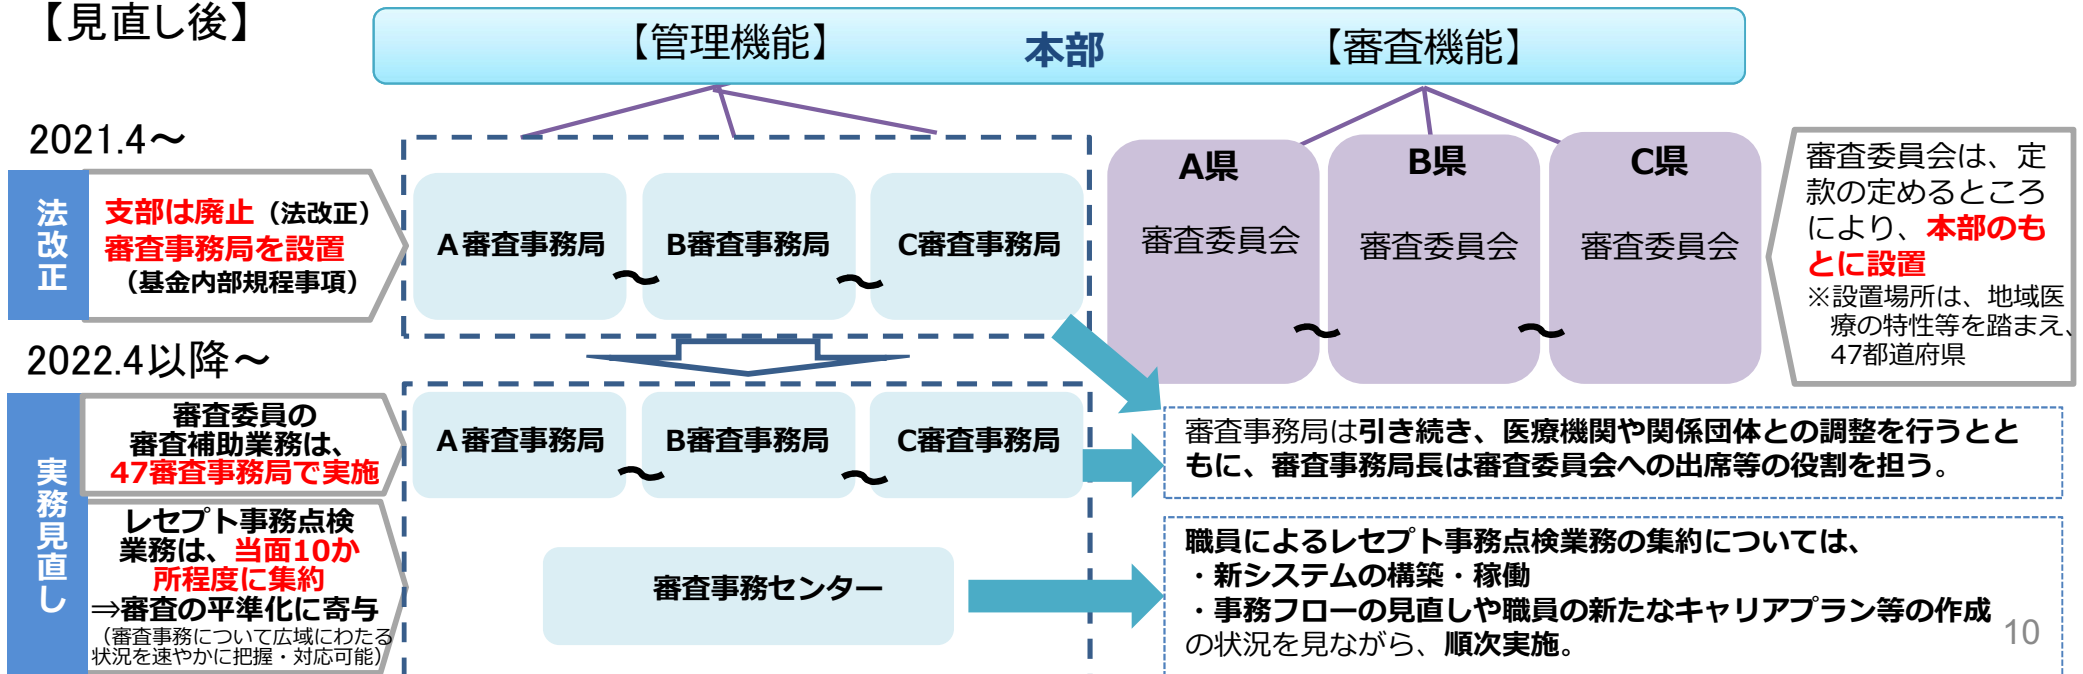 【見直し後】
【管理機能】 本部 【審査機能】
2021.4～
法改正
支部は廃止（法改正）
審査事務局を設置
（基金内部規程事項）
A審査事務局
B審査事務局
C審査事務局
～
～
A県
審査委員会
B県
審査委員会
C県
審査委員会
～
～
審査委員会は、定
款の定めるところ
により、本部のも
とに設置
※設置場所は、地域医
療の特性等を踏まえ、
47都道府県
2022.4以降～
実務見直し
審査委員の
審査補助業務は、
47審査事務局で実施
レセプト事務点検
業務は、当面10か
所程度に集約
⇒審査の平準化に寄与
（審査事務について広域にわたる
状況を速やかに把握・対応可能）
A審査事務局
B審査事務局
C審査事務局
～
～
審査事務センター
審査事務局は引き続き、医療機関や関係団体との調整を行うとと
もに、審査事務局長は審査委員会への出席等の役割を担う。
職員によるレセプト事務点検業務の集約については、
・新システムの構築・稼働
・事務フローの見直しや職員の新たなキャリアプラン等の作成
の状況を見ながら、順次実施。
10